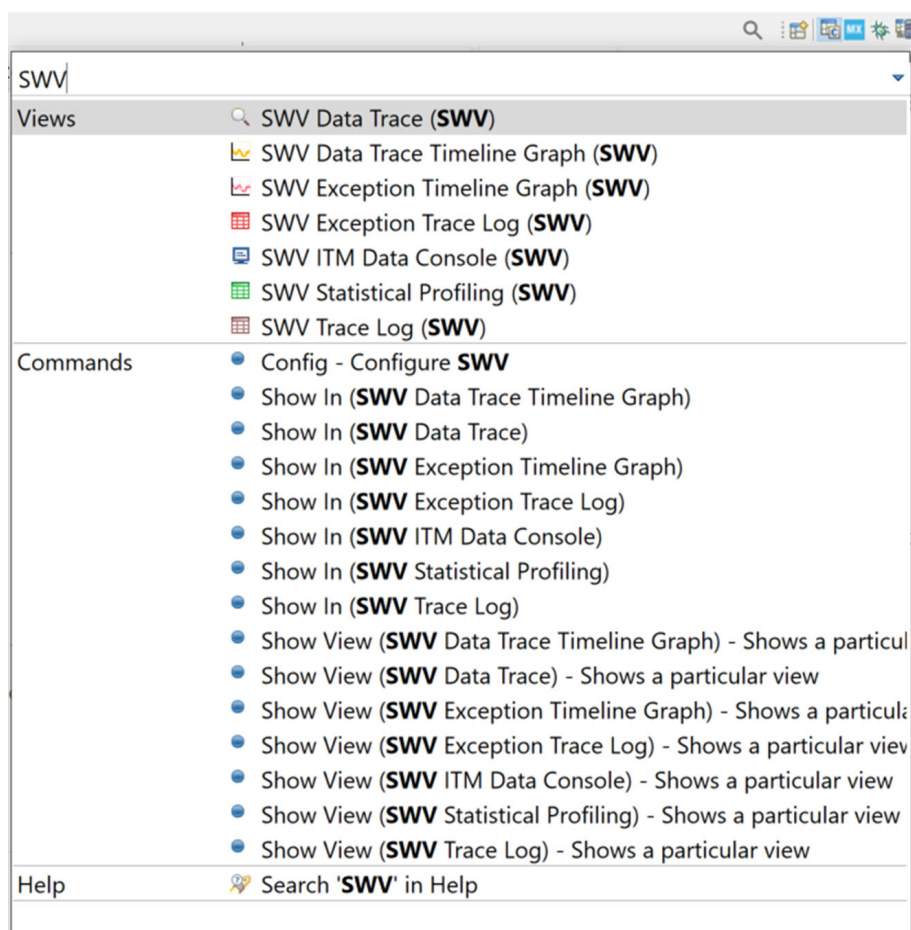 MX
SWV
Views
SWV Data Trace (SWV)
SWV Data Trace Timeline Graph (SWV)
SWV Exception Timeline Graph (SWV)
SWV Exception Trace Log (SWV)
SWV ITM Data Console (SWV)
SWV Statistical Profiling (SWV)
SWV Trace Log (SWV)
Commands
Config - Configure SWV
Show In (SWV Data Trace Timeline Graph)
Show In (SWV Data Trace)
Show In (SWV Exception Timeline Graph)
Show In (SWV Exception Trace Log)
Show In (SWV ITM Data Console)
Show In (SWV Statistical Profiling)
Show In (SWV Trace Log)
Show View (SWV Data Trace Timeline Graph) - Shows a particul
Show View (SWV Data Trace) - Shows a particular view
Show View (SWV Exception Timeline Graph) - Shows a particula
Show View (SWV Exception Trace Log) - Shows a particular view
Show View (SWV ITM Data Console) - Shows a particular view
Show View (SWV Statistical Profiling) - Shows a particular view
Show View (SWV Trace Log) - Shows a particular view
Help
Search 'SWV' in Help